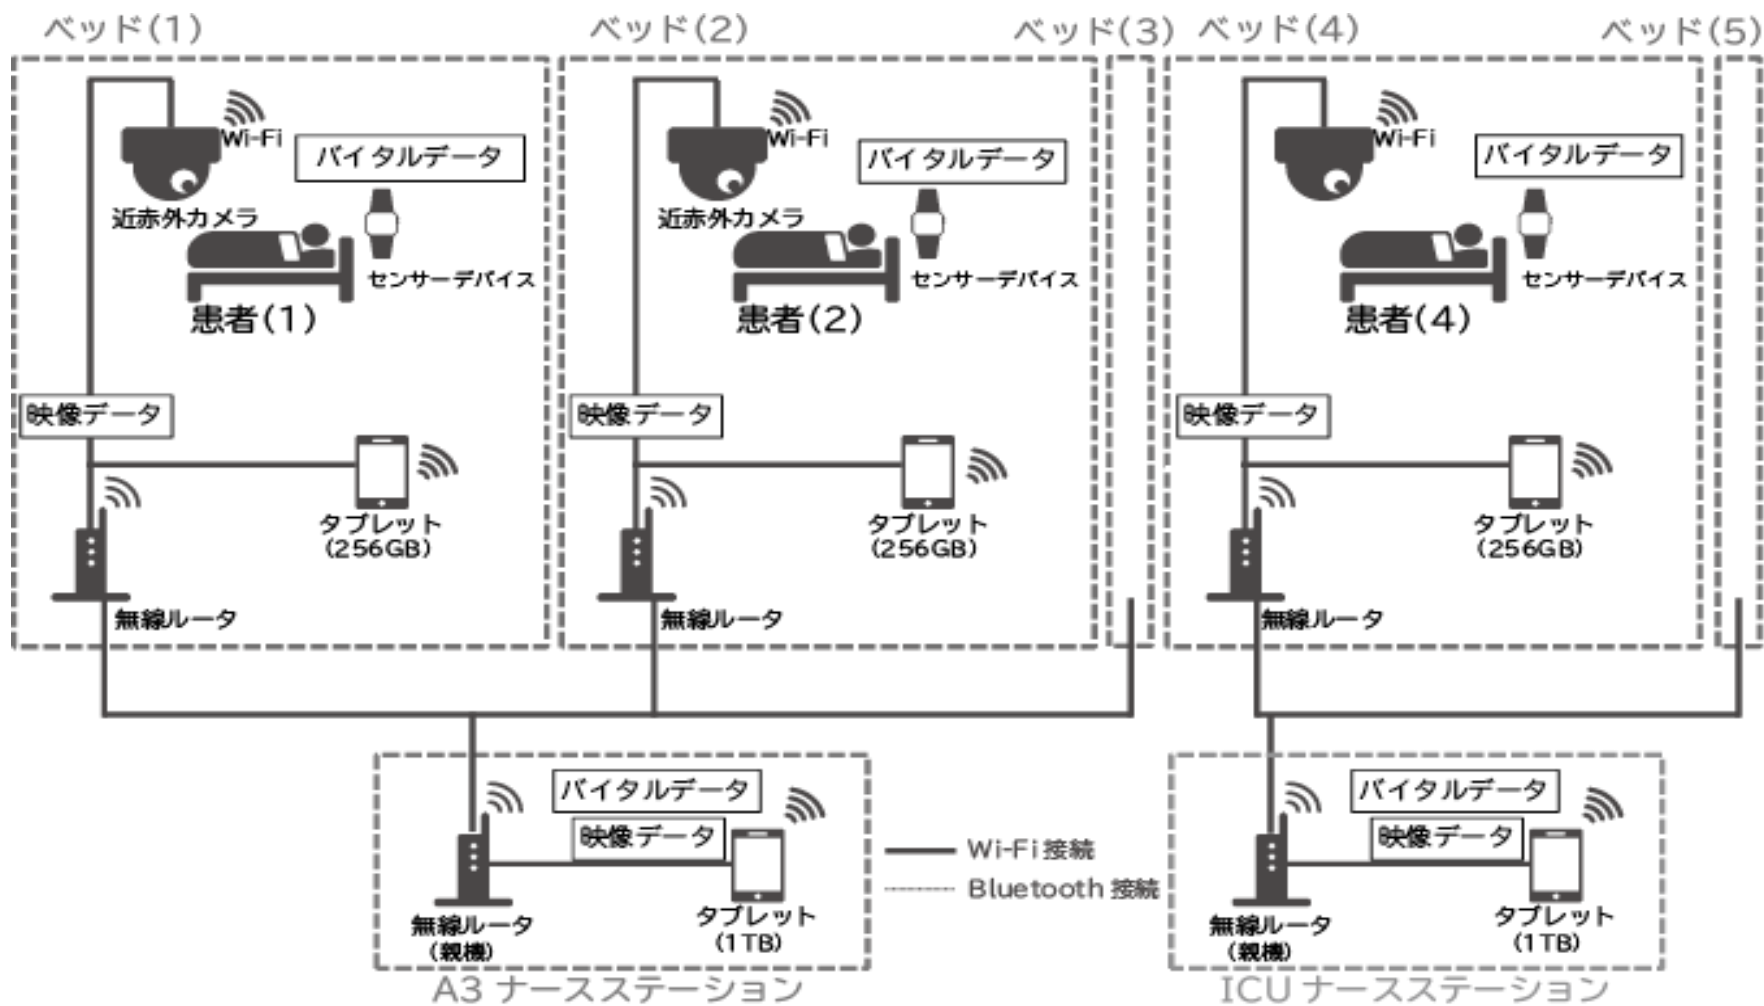 ベッド(1)
ベッド(2)
ベッド(3)
ベッド(4)
ベッド(5)
Wi-Fi
バイタルデータ
近赤外カメラ
センサーデバイス
患者(1)
映像データ
タブレット
(256GB)
無線ルータ
Wi-Fi
バイタルデータ
近赤外カメラ
センサーデバイス
患者(2)
映像データ
タブレット
(256GB)
無線ルータ
Wi-Fi
バイタルデータ
センサーデバイス
患者(4)
映像データ
タブレット
(256GB)
無線ルータ
バイタルデータ
映像データ
無線ルータ
(親機)
タブレット
(1TB)
A3 ナースステーション
Wi-Fi 接続
Bluetooth 接続
バイタルデータ
映像データ
無線ルータ
(親機)
タブレット
(1TB)
ICU ナースステーション